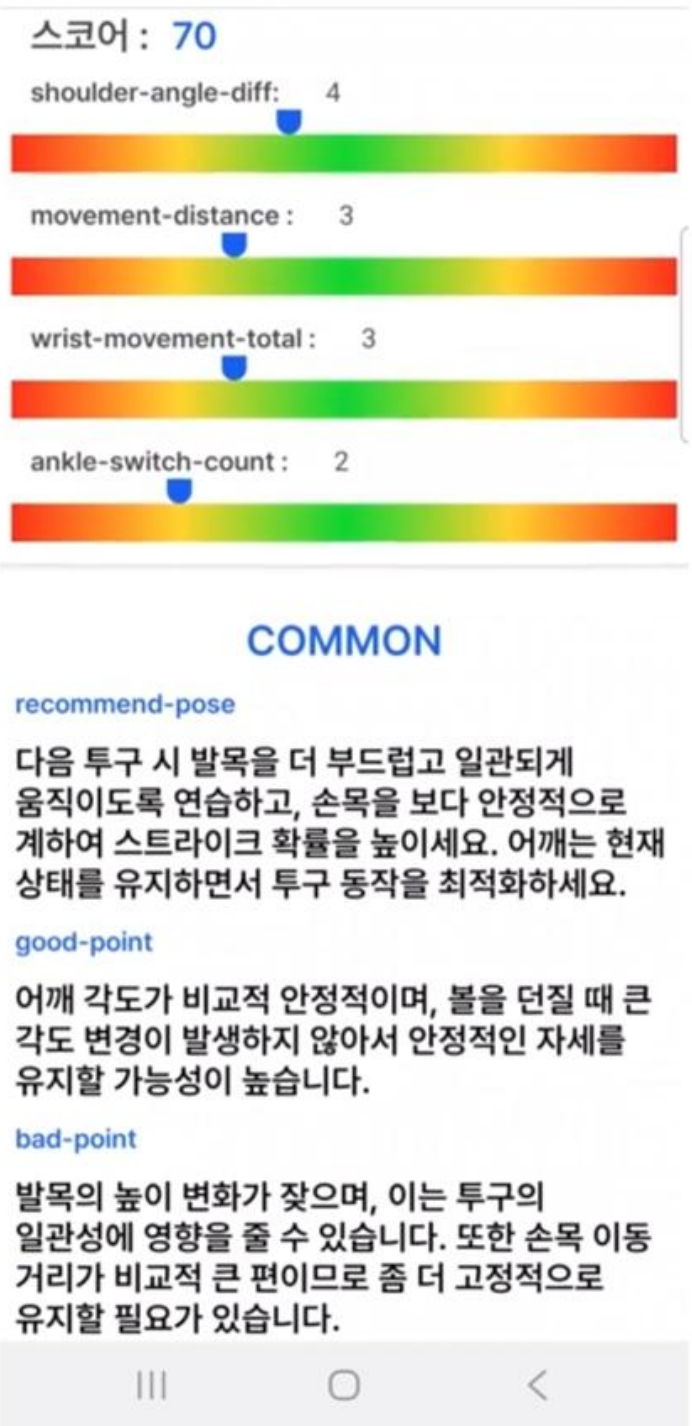 스코어 : 70
shoulder-angle-diff: 4
movement-distance : 3
wrist-movement-total : 3
ankle-switch-count : 2
COMMON
recommend-pose
다음 투구 시 발목을 더 부드럽고 일관되게
움직이도록 연습하고, 손목을 보다 안정적으로
계하여 스트라이크 확률을 높이세요. 어깨는 현재
상태를 유지하면서 투구 동작을 최적화하세요.
good-point
어깨 각도가 비교적 안정적이며, 볼을 던질 때 큰
각도 변경이 발생하지 않아서 안정적인 자세를
유지할 가능성이 높습니다.
bad-point
발목의 높이 변화가 잦으며, 이는 투구의
일관성에 영향을 줄 수 있습니다. 또한 손목 이동
거리가 비교적 큰 편이므로 좀 더 고정적으로
유지할 필요가 있습니다.